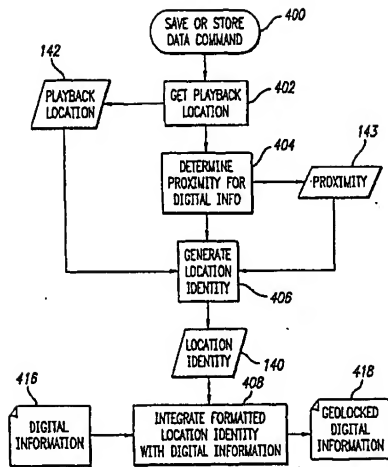 SAVE OR STORE
DATA COMMAND
400
142
PLAYBACK
LOCATION
GET PLAYBACK
LOCATION
402
404
DETERMINE
PROXIMITY FOR
DIGITAL INFO
143
PROXIMITY
GENERATE
LOCATION
IDENTITY
406
LOCATION
IDENTITY
140
416
DIGITAL
INFORMATION
408
INTEGRATE FORMATTED
LOCATION IDENTITY
WITH DIGITAL INFORMATION
418
GEOLOCKED
DIGITAL
INFORMATION